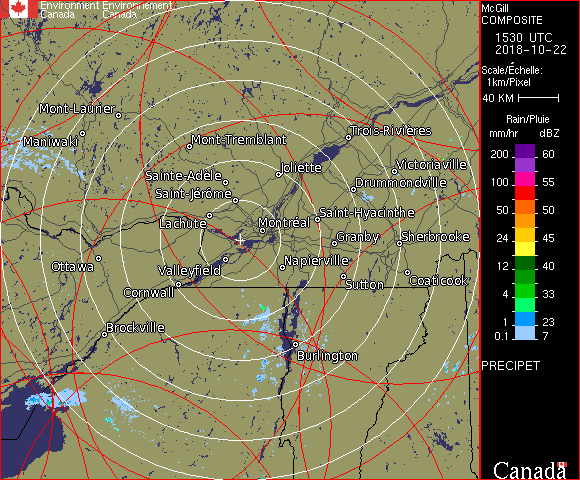 Environment Environnement
Canada Canada
McGill
COMPOSITE
1530 UTC
2018-10-22
Scale/Échelle:
1km/Pixel
40 KM
Rain/Pluie
mm/hr dBZ
200 60
150 55
100 55
50 50
24 45
12 40
4 33
1 23
0.1 7
PRECIPET
Canada
Mont-Laurier
Maniwaki
Mont-Tremblant
Trois-Rivières
Sainte-Adèle
Joliette
Victoriaville
Saint-Jérôme
Drummondville
Lachute
Montréal
Saint-Hyacinthe
Granby
Sherbrooke
Ottawa
Valleyfield
Napierville
Cornwall
Sutton
Coaticook
Brockville
Burlington